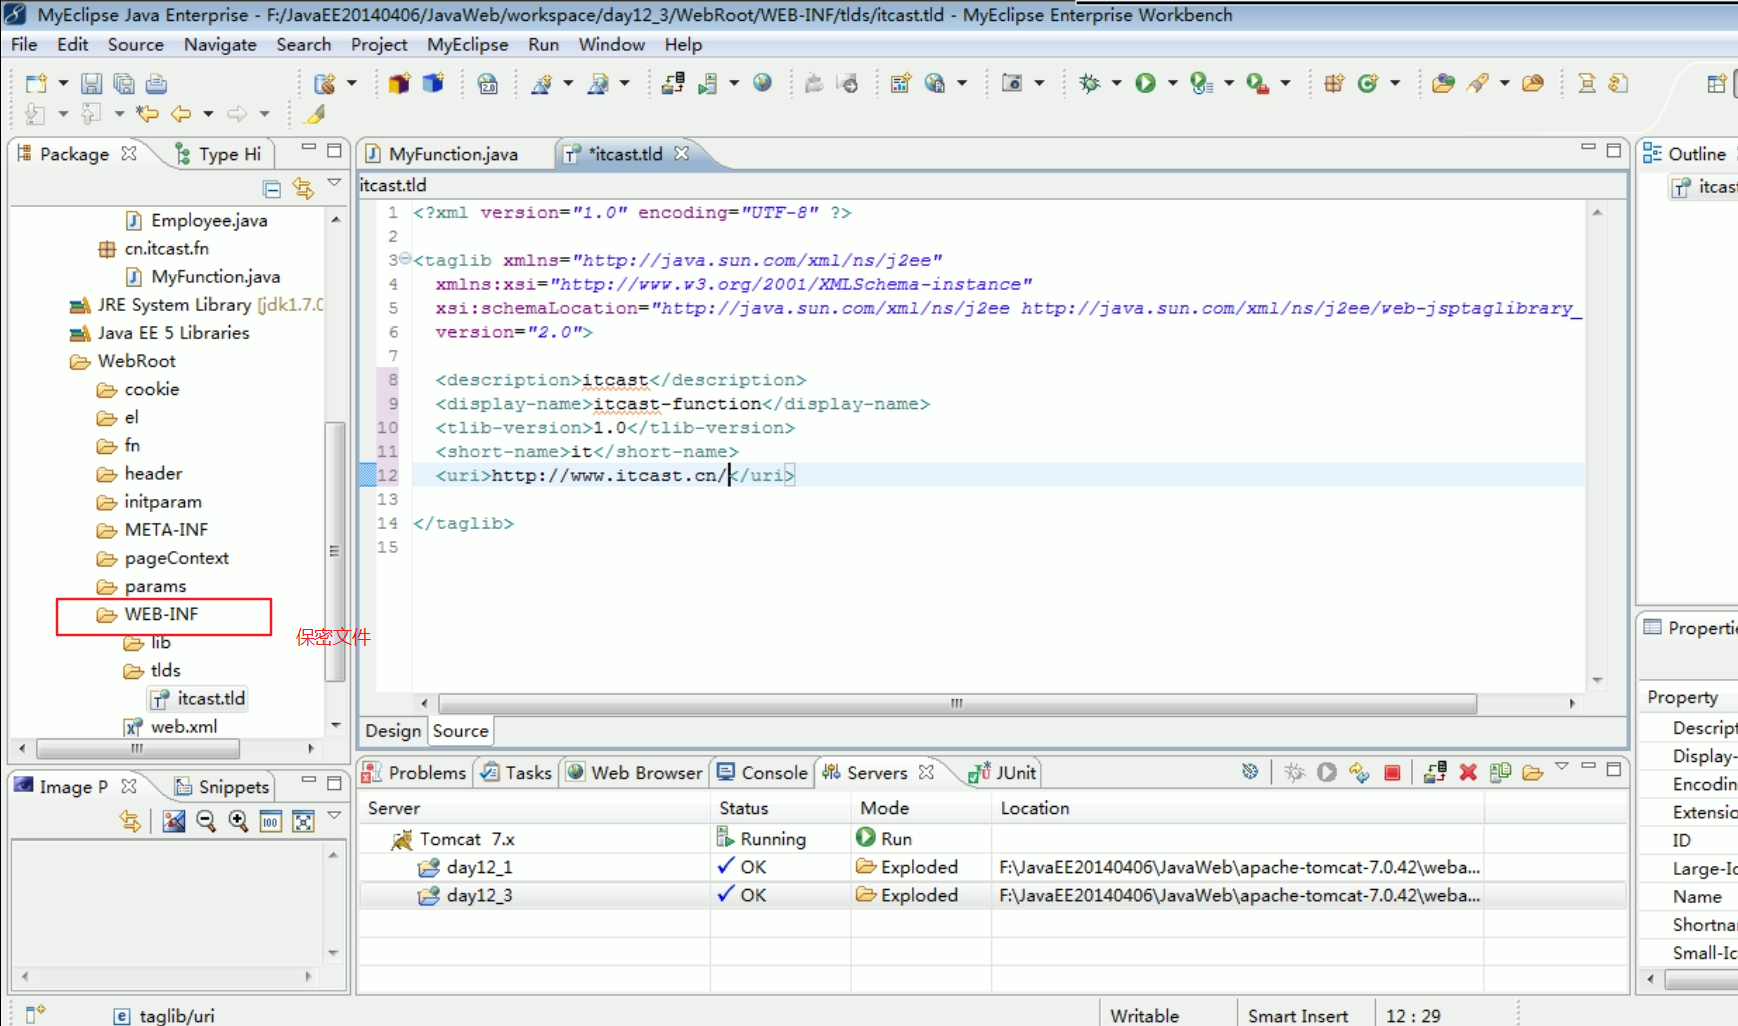 MyEclipse Java Enterprise - F:/JavaEE20140406/JavaWeb/workspace/day12_3/WebRoot/WEB-INF/tlds/itcast.tld - MyEclipse Enterprise Workbench
File Edit Source Navigate Search Project MyEclipse Run Window Help
Package Type Hi
Employee.java
cn.itcast.fn
MyFunction.java
JRE System Library [jdk1.7.0
Java EE 5 Libraries
WebRoot
cookie
el
fn
header
initparam
META-INF
pageContext
params
WEB-INF
保密文件
lib
tlds
itcast.tld
web.xml
MyFunction.java *itcast.tld
itcast.tld
1 <?xml version="1.0" encoding="UTF-8" ?>
2
3 <taglib xmlns="http://java.sun.com/xml/ns/j2ee"
4 xmlns:xsi="http://www.w3.org/2001/XMLSchema-instance"
5 xsi:schemaLocation="http://java.sun.com/xml/ns/j2ee http://java.sun.com/xml/ns/j2ee/web-jsptaglibrary_
6 version="2.0">
7
8 <description>itcast</description>
9 <display-name>itcast-function</display-name>
10 <tlib-version>1.0</tlib-version>
11 <short-name>it</short-name>
12 <uri>http://www.itcast.cn/</uri>
13
14 </taglib>
15
Design Source
Outline
itcast
Image P Snippets
Problems Tasks Web Browser Console Servers JUnit
Server Status Mode Location
Tomcat 7.x Running Run
day12_1 OK Exploded F:\JavaEE20140406\JavaWeb\apache-tomcat-7.0.42\weba...
day12_3 OK Exploded F:\JavaEE20140406\JavaWeb\apache-tomcat-7.0.42\weba...
Propertie
Property
Descript
Display-
Encodin
Extensio
ID
Large-Ic
Name
Shortna
Small-Ic
taglib/uri Writable Smart Insert 12 : 29